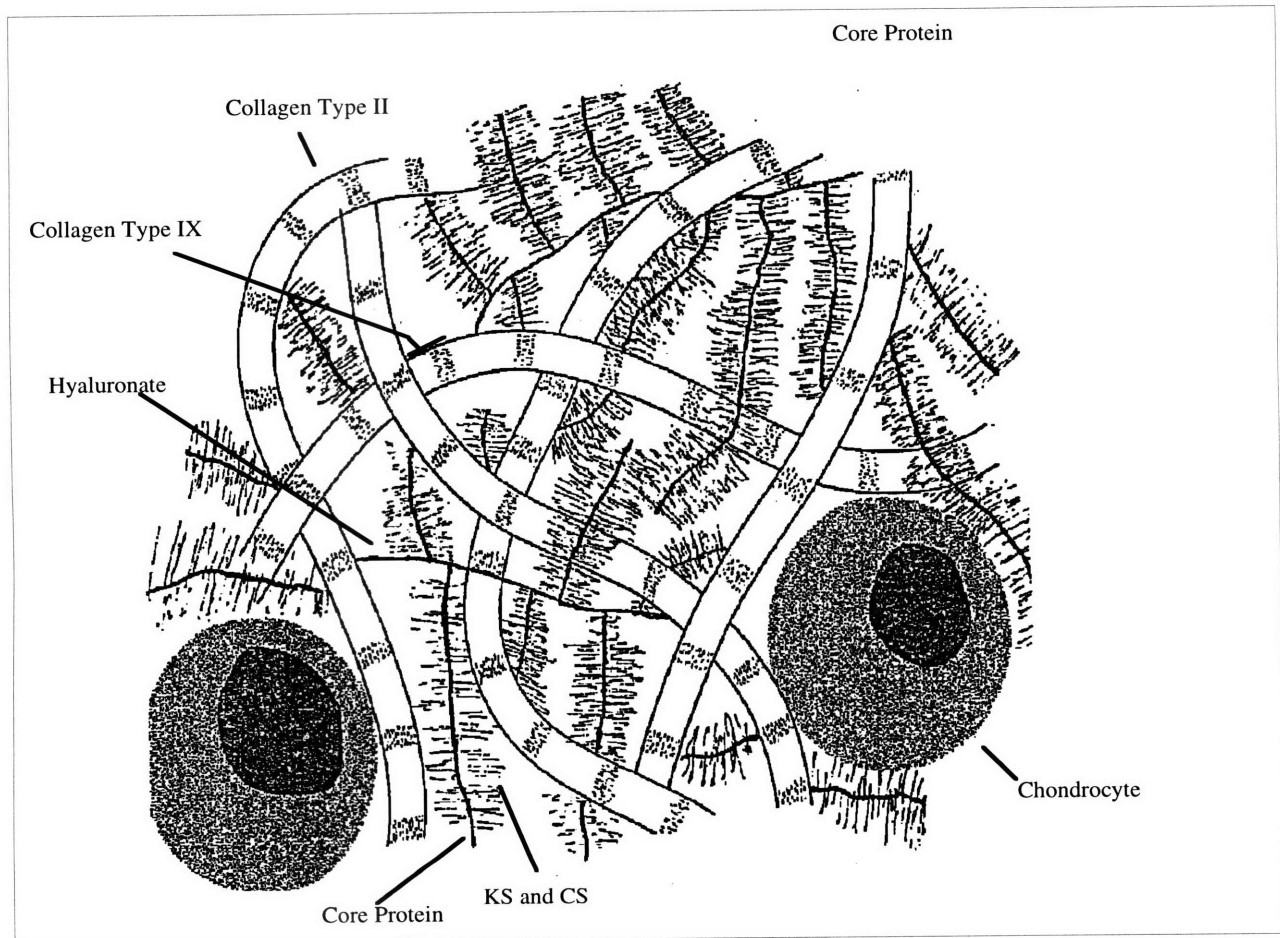 Core Protein
Collagen Type II
Collagen Type IX
Hyaluronate
Chondrocyte
KS and CS
Core Protein